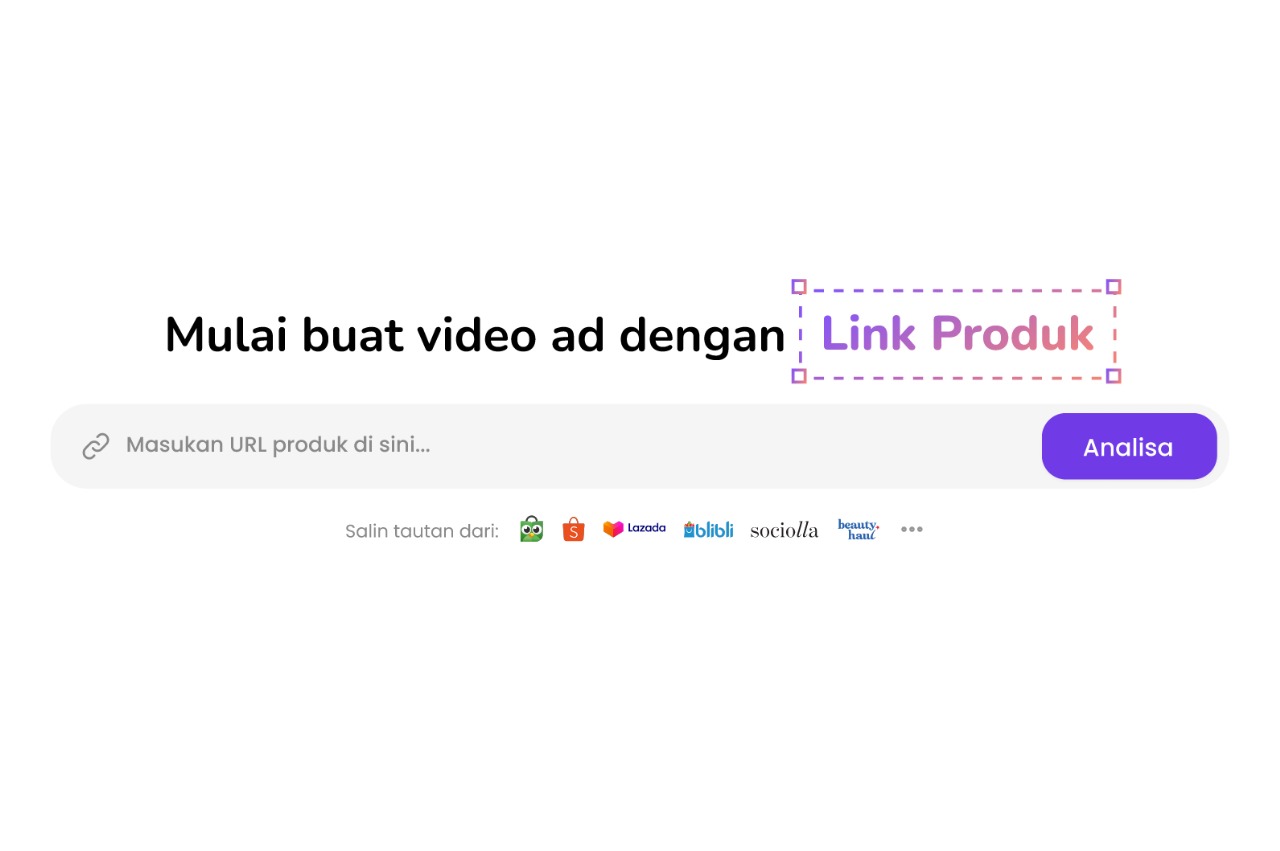 Mulai buat video ad dengan Link Produk
Masukan URL produk di sini...
Analisa
Salin tautan dari: S Lazada blibli sociolla beauty haul •••